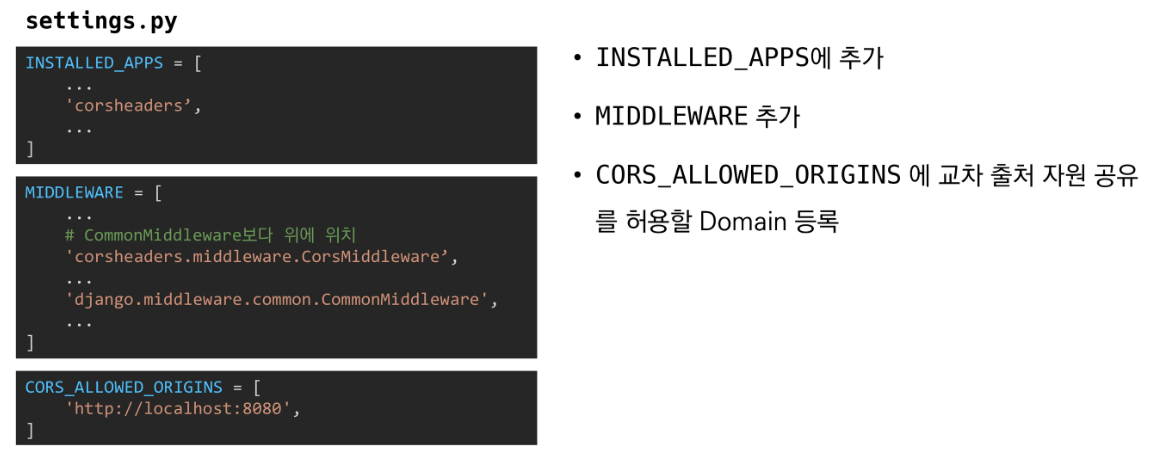 settings.py
INSTALLED_APPS = [
...
'corsheaders’,
...
]
MIDDLEWARE = [
...
# CommonMiddleware보다 위에 위치
'corsheaders.middleware.CorsMiddleware’,
...
'django.middleware.common.CommonMiddleware',
...
]
CORS_ALLOWED_ORIGINS = [
'http://localhost:8080',
]
• INSTALLED_APPS에 추가
• MIDDLEWARE 추가
• CORS_ALLOWED_ORIGINS 에 교차 출처 자원 공유
를 허용할 Domain 등록